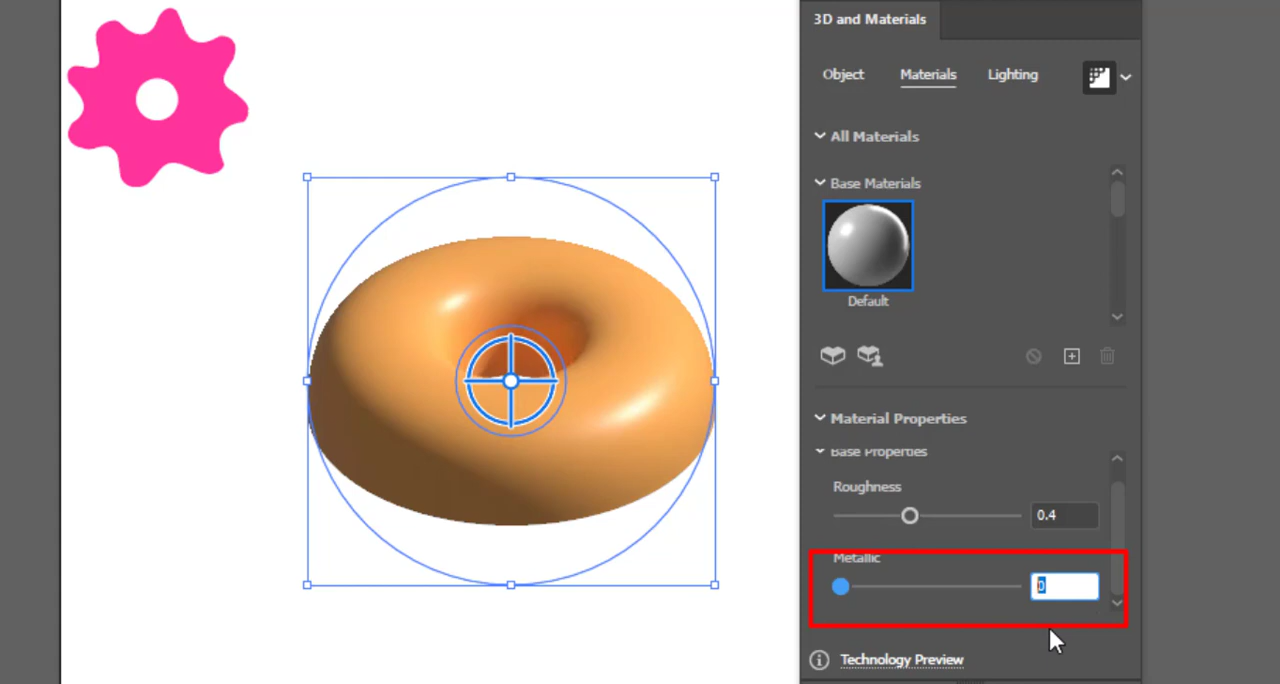 3D and Materials
Object Materials Lighting
All Materials
Base Materials
Default
Material Properties
Base Properties
Roughness
0.4
Metallic
0
Technology Preview